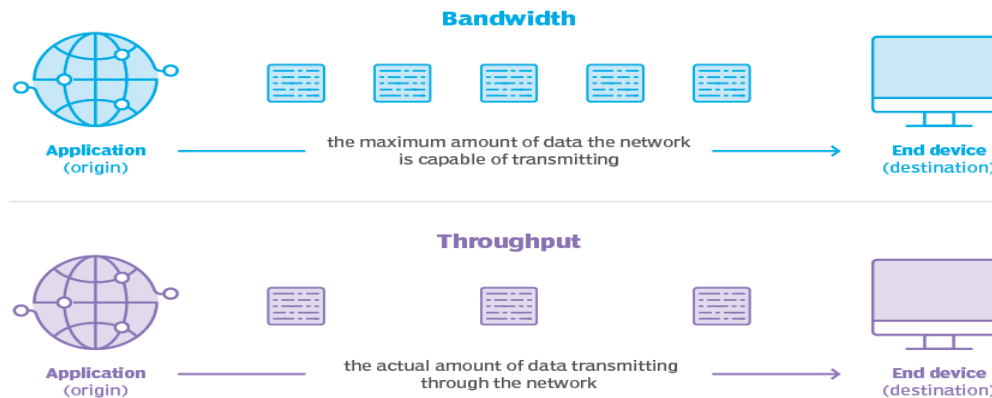 Bandwidth
the maximum amount of data the network
is capable of transmitting
Application
(origin)
End device
(destination)
Throughput
the actual amount of data transmitting
through the network
Application
(origin)
End device
(destination)